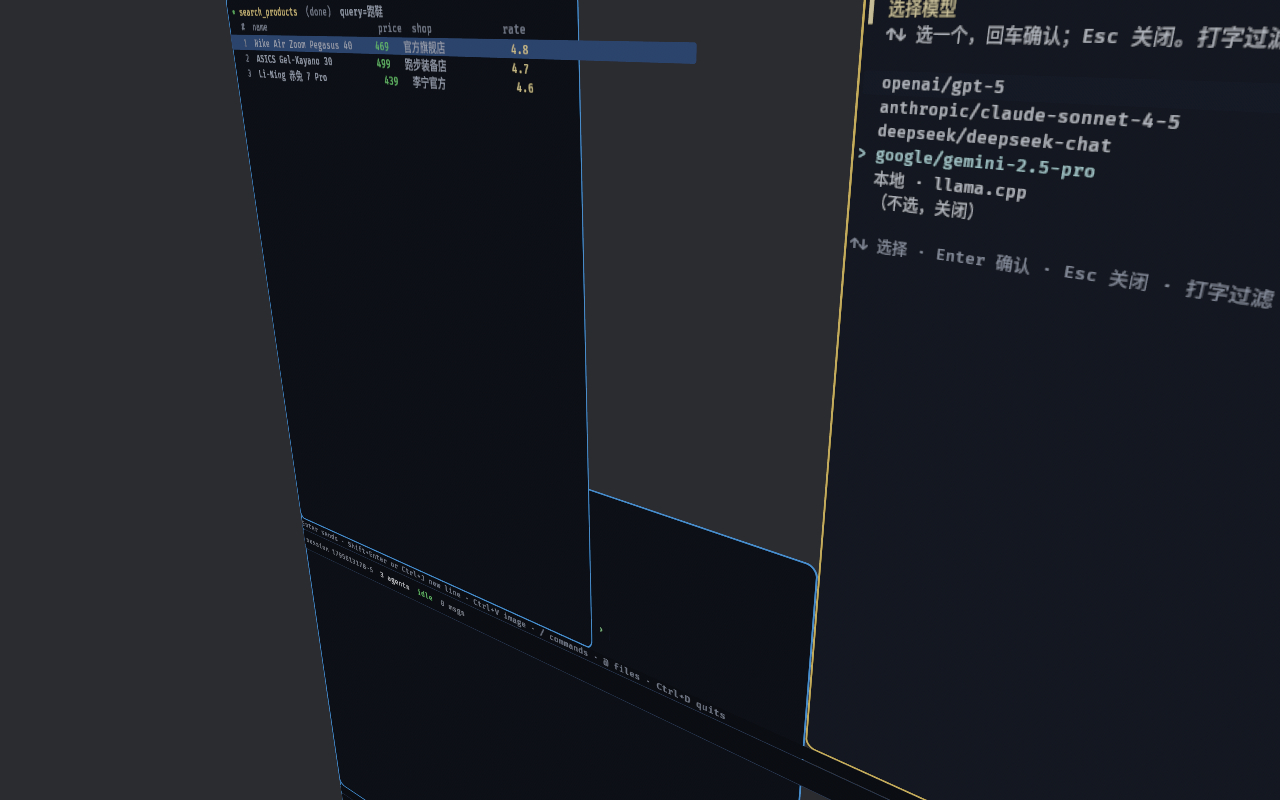 search_products (done) query=跑鞋
# name price shop rate
1 Nike Air Zoom Pegasus 40 469 官方旗舰店 4.8
2 ASICS Gel-Kayano 30 499 跑步装备店 4.7
3 Li-Ning 赤兔 7 Pro 439 李宁官方 4.6
Enter sends · Shift+Enter or Ctrl+J new line · Ctrl+V image · / commands · @ files · Ctrl+D quits
session 3 agents idle 0 msgs
›
选择模型
↑↓ 选一个，回车确认；Esc 关闭。打字过滤
openai/gpt-5
anthropic/claude-sonnet-4-5
deepseek/deepseek-chat
> google/gemini-2.5-pro
本地 · llama.cpp
（不选，关闭）
↑↓ 选择 · Enter 确认 · Esc 关闭 · 打字过滤